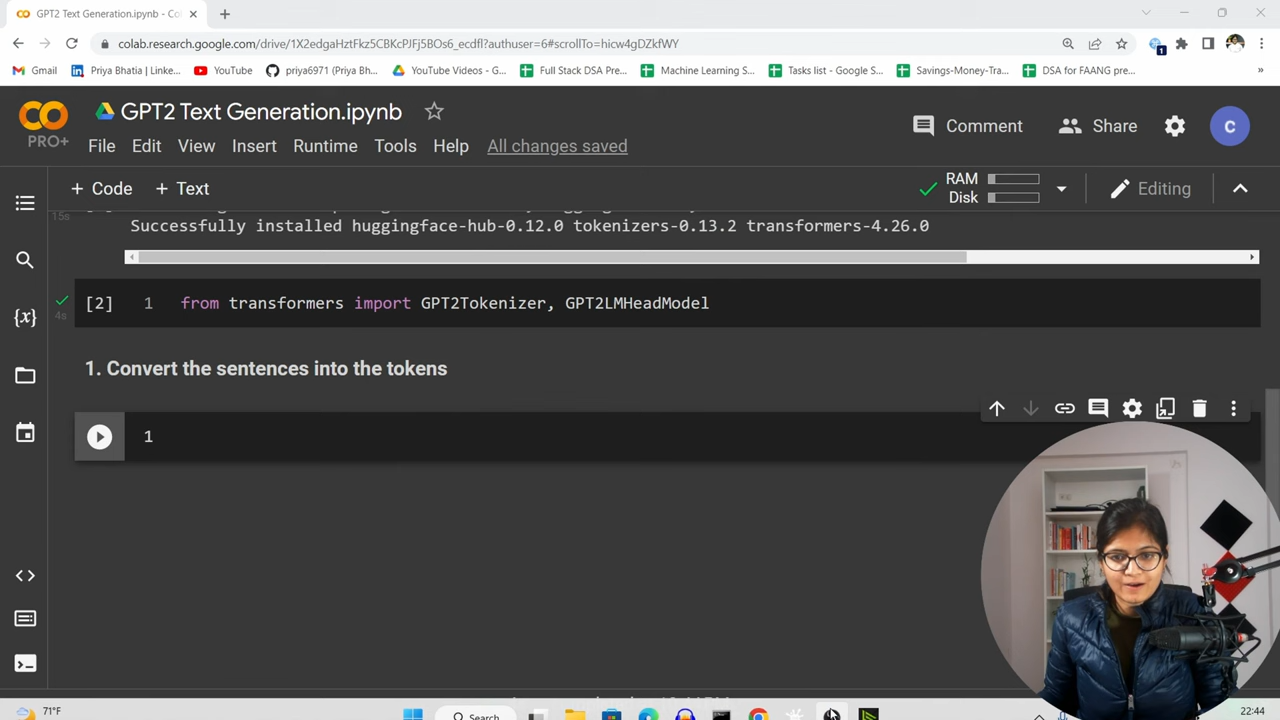 GPT2 Text Generation.ipynb - Co
colab.research.google.com/drive/1X2edgaHztFkz5CBKcPJFj5BOs6_ecdfl?authuser=6#scrollTo=hicw4gDZkfWY
1
Gmail
Priya Bhatia | Linke...
YouTube
priya6971 (Priya Bh...
YouTube Videos - G...
Full Stack DSA Pre...
Machine Learning S...
Tasks list - Google S...
Savings-Money-Tra...
DSA for FAANG pre...
»
CO
PRO+
GPT2 Text Generation.ipynb
File Edit View Insert Runtime Tools Help All changes saved
Comment
Share
C
+ Code + Text
RAM
Disk
Editing
15s
Successfully installed huggingface-hub-0.12.0 tokenizers-0.13.2 transformers-4.26.0
[2] 1 from transformers import GPT2Tokenizer, GPT2LMHeadModel
4s
1. Convert the sentences into the tokens
1
{x}
71°F
Search
22:44